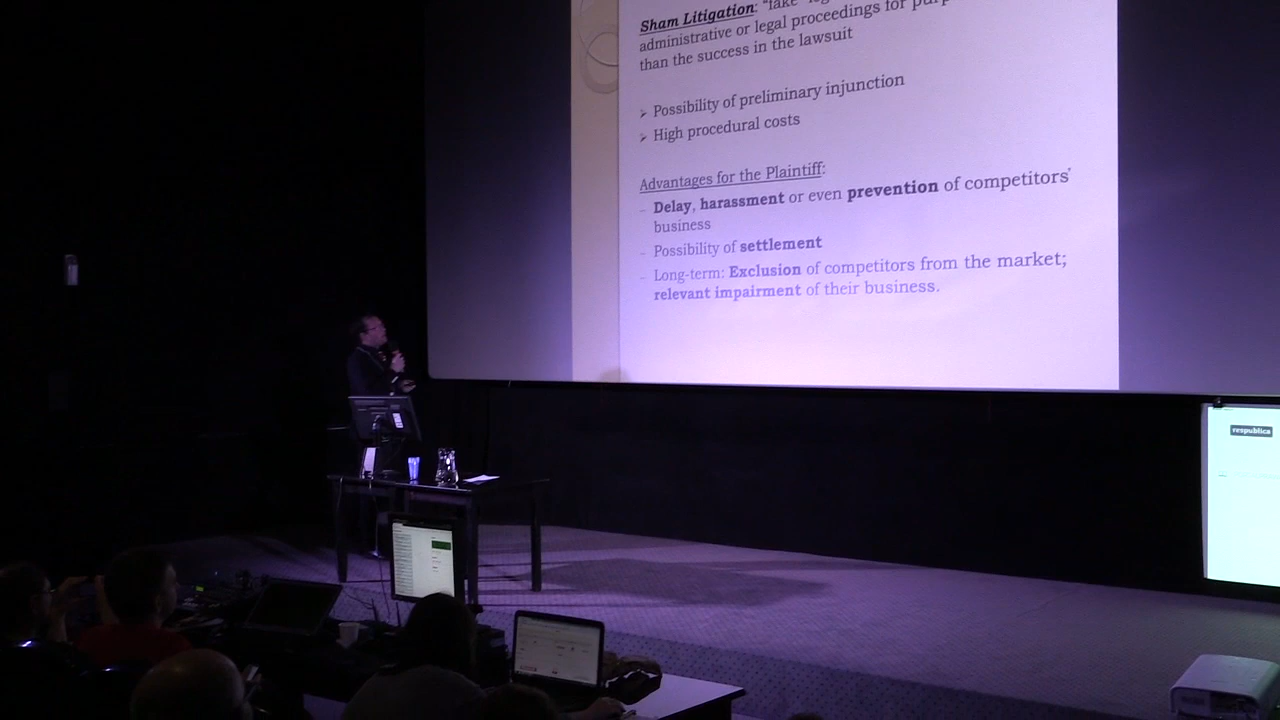 Sham Litigation: "fake"
administrative or legal proceedings for
than the success in the lawsuit
➢ Possibility of preliminary injunction
➢ High procedural costs
Advantages for the Plaintiff:
– Delay, harassment or even prevention of competitors'
business
– Possibility of settlement
– Long-term: Exclusion of competitors from the market;
relevant impairment of their business.
respublica